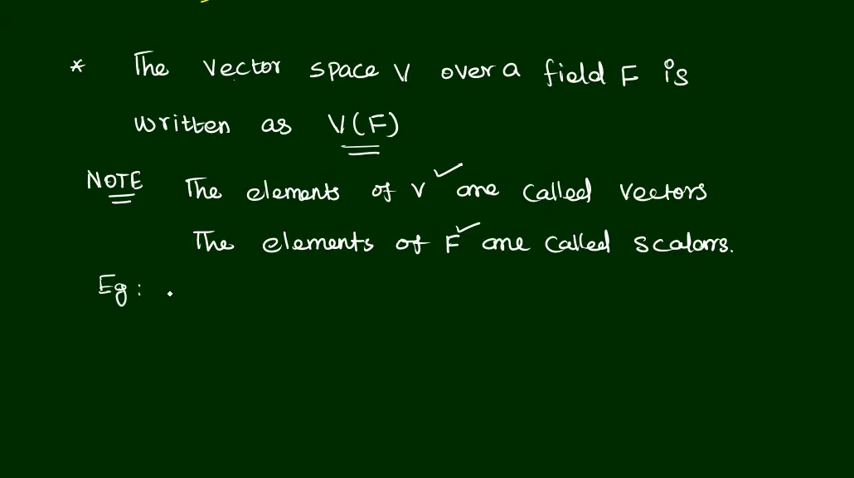 * The vector space V over a field F is
written as V(F)
NOTE The elements of V ✓ are called vectors
The elements of F ✓ are called scalars.
Eg: .